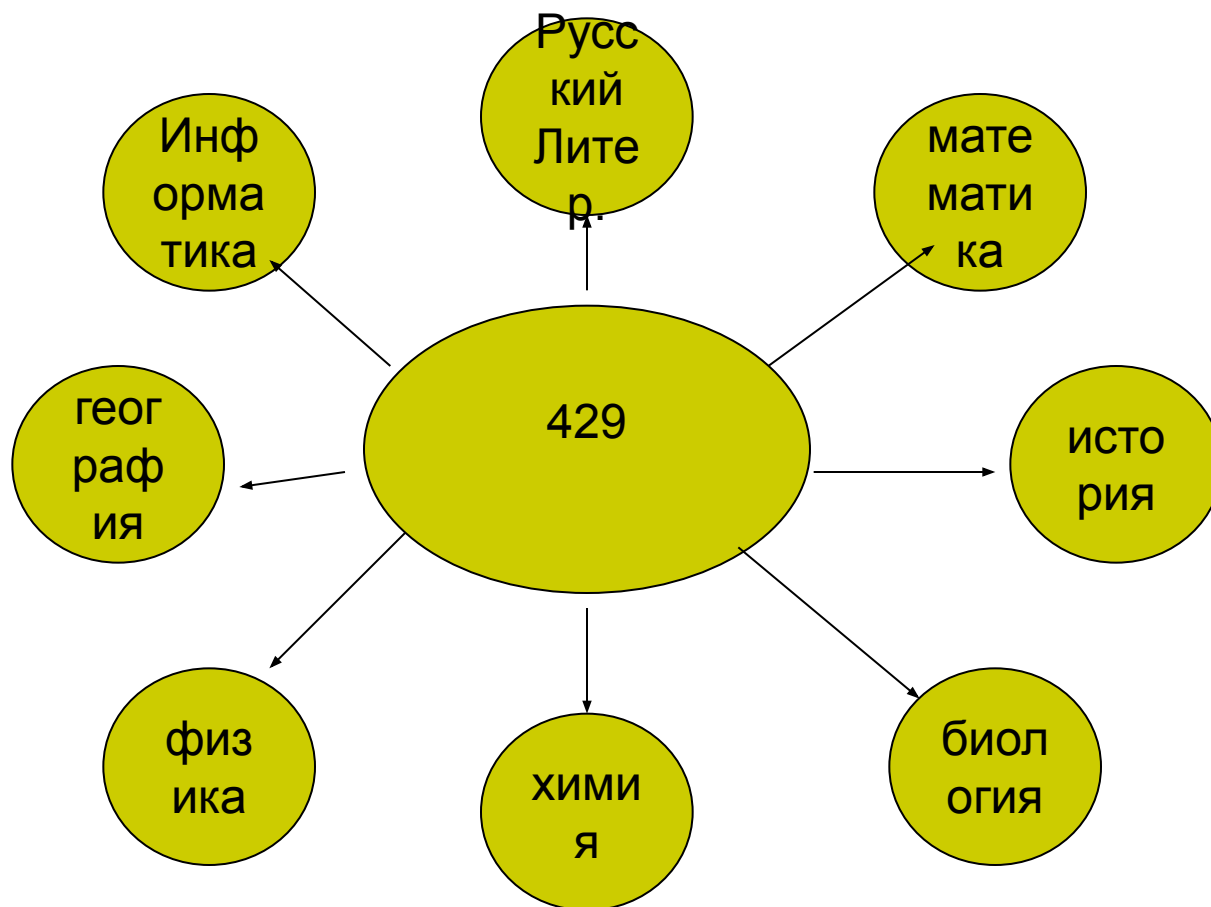 Русс
кий
Лите
р.
Инф
орма
тика
мате
мати
ка
429
геог
раф
ия
исто
рия
физ
ика
хими
я
биол
огия